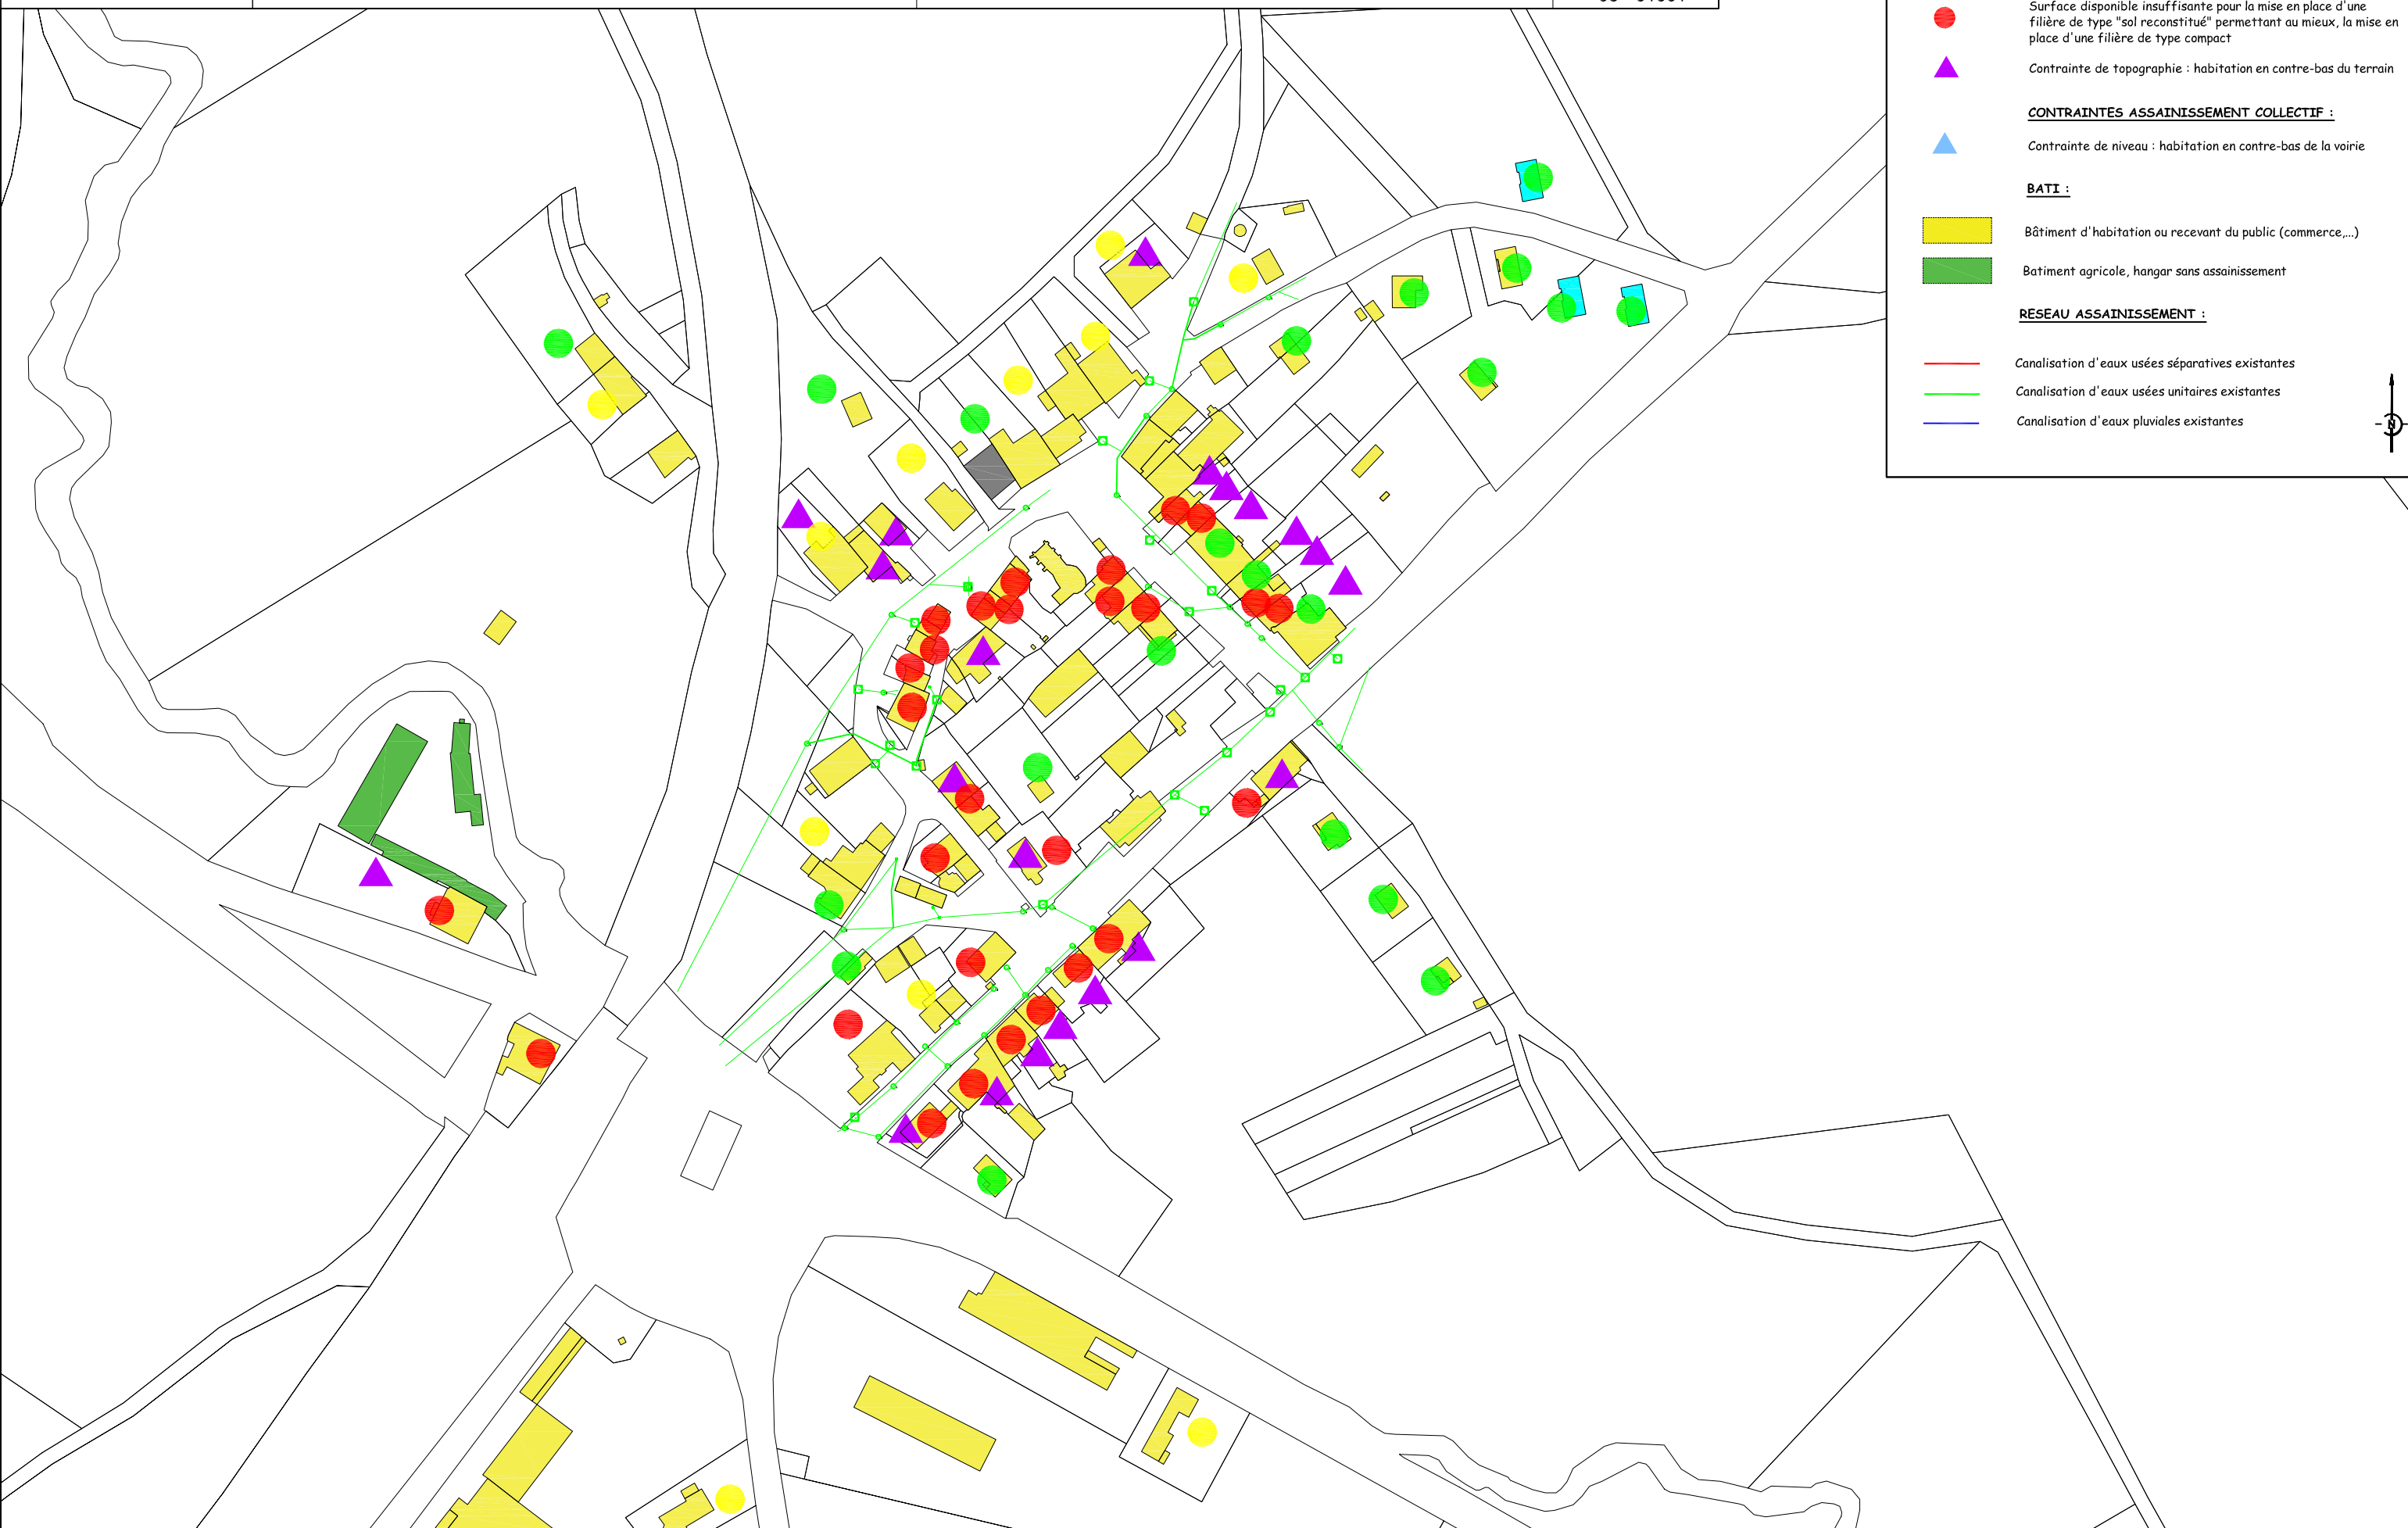 Surface disponible insuffisante pour la mise en place d'une
filière de type "sol reconstitué" permettant au mieux, la mise en
place d'une filière de type compact
Contrainte de topographie : habitation en contre-bas du terrain
CONTRAINTES ASSAINISSEMENT COLLECTIF :
Contrainte de niveau : habitation en contre-bas de la voirie
BATI :
Bâtiment d'habitation ou recevant du public (commerce,...)
Batiment agricole, hangar sans assainissement
RESEAU ASSAINISSEMENT :
Canalisation d'eaux usées séparatives existantes
Canalisation d'eaux usées unitaires existantes
Canalisation d'eaux pluviales existantes
N